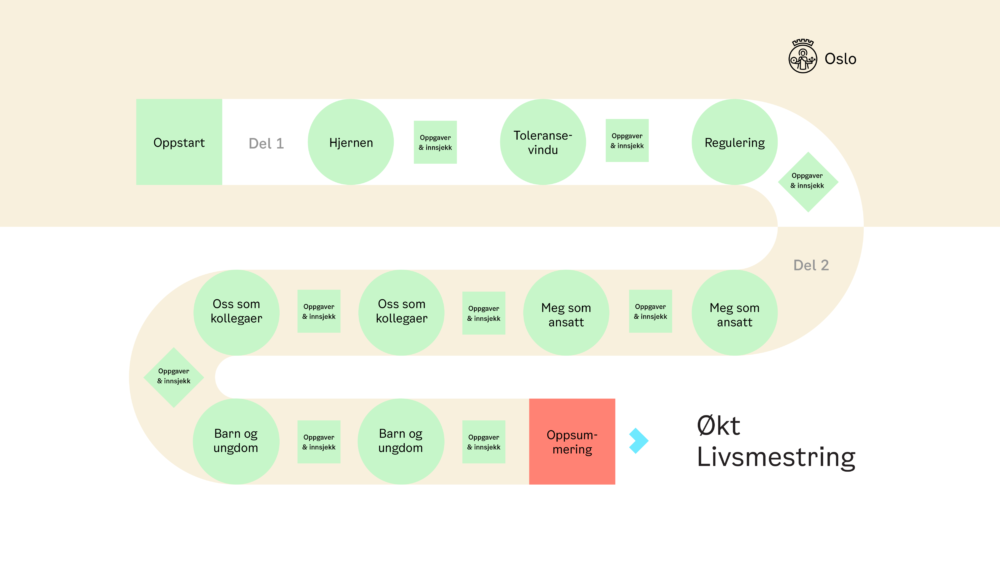 Oslo
Oppstart
Del 1
Hjernen
Oppgaver
& innsjekk
Toleranse-
vindu
Oppgaver
& innsjekk
Regulering
Oppgaver
& innsjekk
Del 2
Meg som
ansatt
Oppgaver
& innsjekk
Meg som
ansatt
Oppgaver
& innsjekk
Oss som
kollegaer
Oppgaver
& innsjekk
Oss som
kollegaer
Oppgaver
& innsjekk
Barn og
ungdom
Oppgaver
& innsjekk
Barn og
ungdom
Oppgaver
& innsjekk
Oppsum-
mering
Økt
Livsmestring